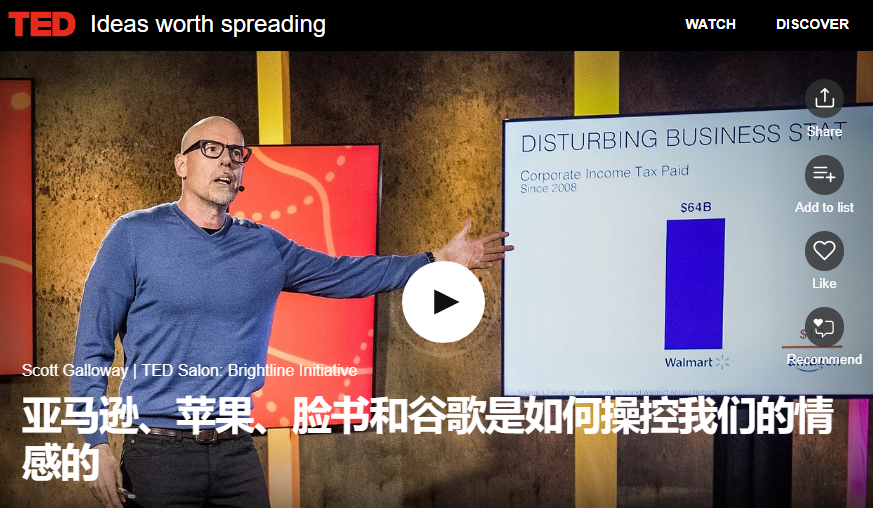 TED Ideas worth spreading
WATCH
DISCOVER
DISTURBING BUSINESS STAT
Share
Corporate Income Tax Paid
Since 2008
$64B
Add to list
Like
Walmart
Recommend
Scott Galloway | TED Salon: Brightline Initiative
亚马逊、苹果、脸书和谷歌是如何操控我们的情
感的